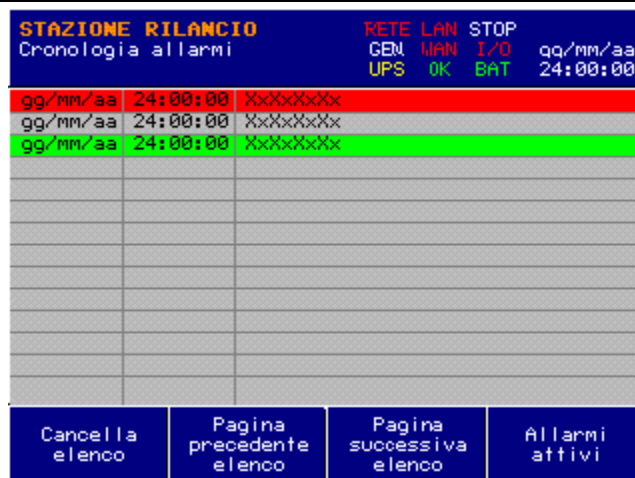 STAZIONE RILANCIO RETE LAN STOP
Cronologia allarmi GEN WAN I/O gg/mm/aa
UPS OK BAT 24:00:00
gg/mm/aa 24:00:00 XxXxXxXx
gg/mm/aa 24:00:00 XxXxXxXx
gg/mm/aa 24:00:00 XxXxXxXx
Cancella
elenco
Pagina
precedente
elenco
Pagina
successiva
elenco
Allarmi
attivi